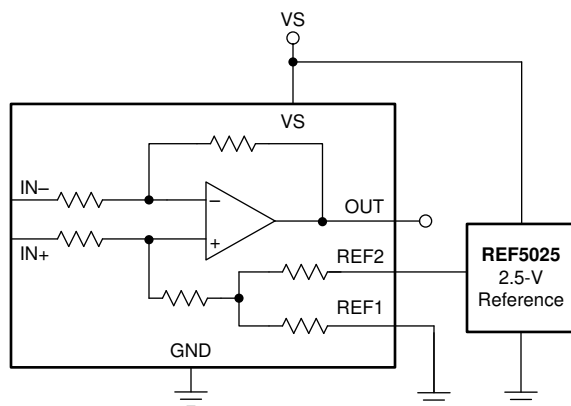 VS
VS
IN–
–
OUT
IN+
+
REF2
REF5025
2.5-V
Reference
REF1
GND